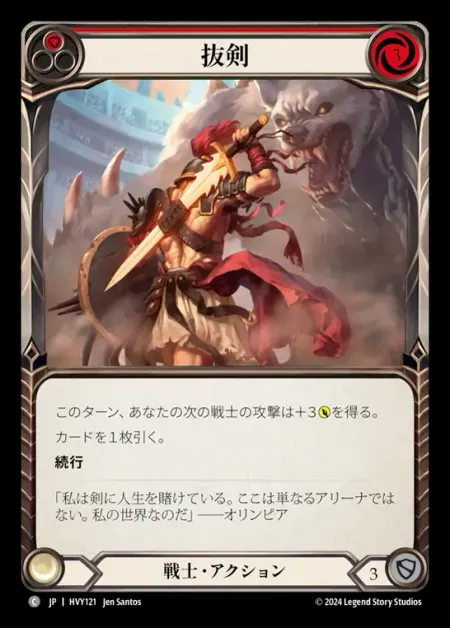 3
抜剣
このターン、あなたの次の戦士の攻撃は+3を得る。
カードを1枚引く。
続行
「私は剣に人生を賭けている。ここは単なるアリーナでは
ない。私の世界なのだ」――オリンピア
戦士・アクション
3
C JP | HVY121 Jen Santos
© 2024 Legend Story Studios